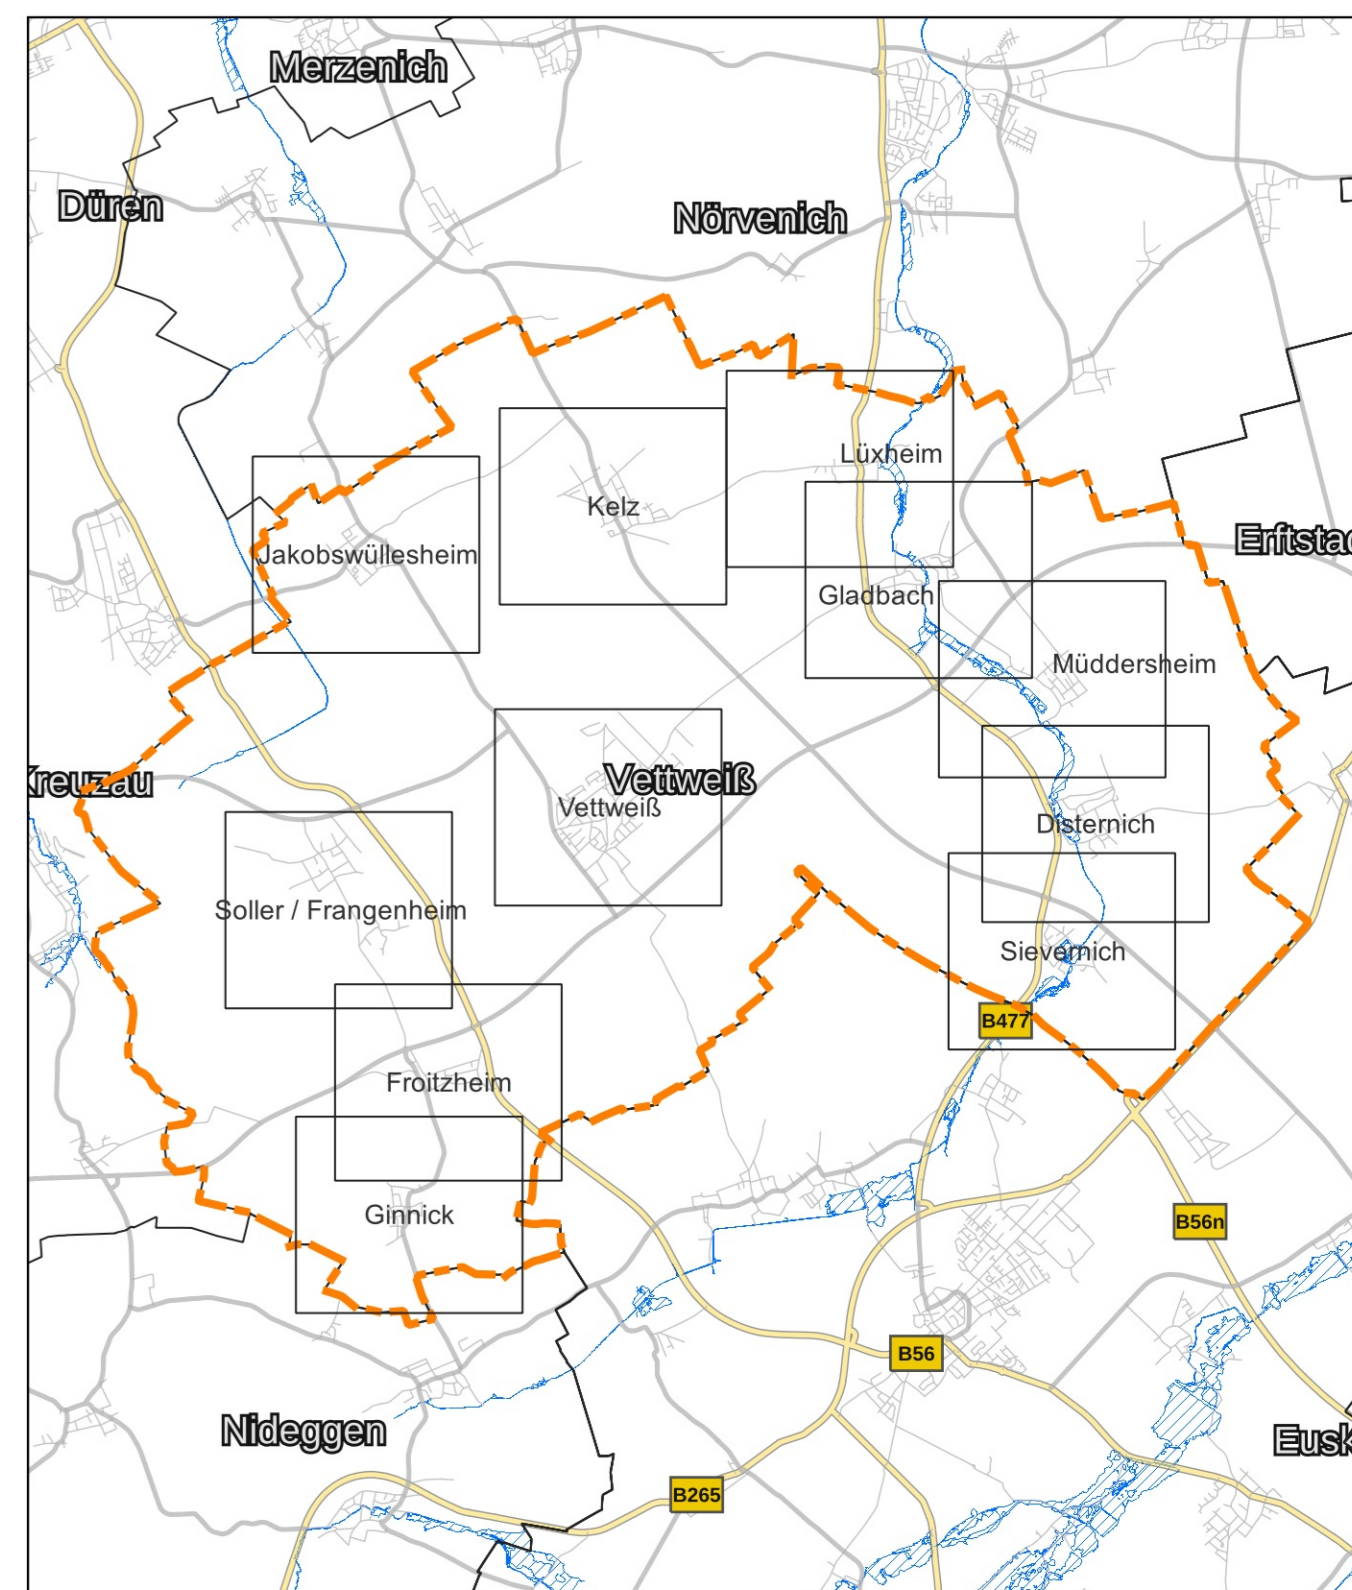 Merzenich
Düren
Nörvenich
Lüxheim
Kelz
Erftstad
Jakobswüllesheim
Gladbach
Müddersheim
Kreuzau
Vettweiß
Vettweiß
Disternich
Soller / Frangenheim
Sievernich
B477
Froitzheim
Ginnick
B56n
B56
Nideggen
Eusk
B265